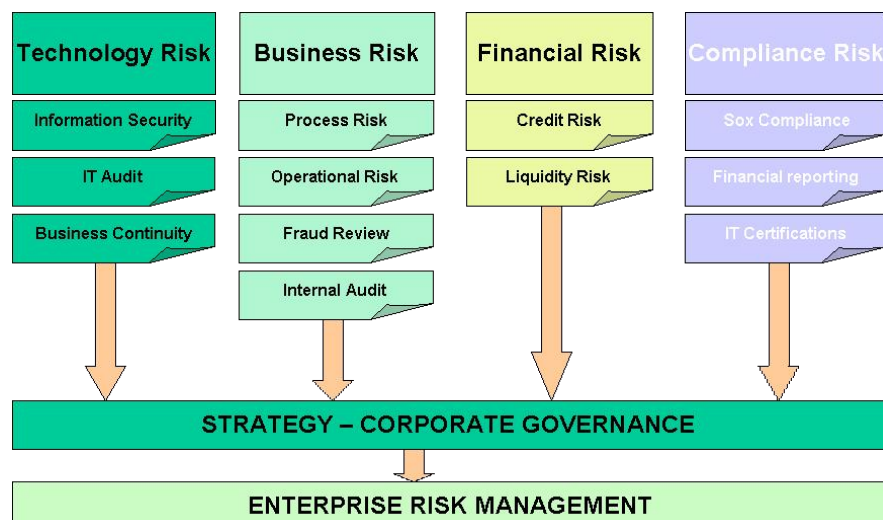 Technology Risk
Information Security
IT Audit
Business Continuity
Business Risk
Process Risk
Operational Risk
Fraud Review
Internal Audit
Financial Risk
Credit Risk
Liquidity Risk
Compliance Risk
Sox Compliance
Financial reporting
IT Certifications
STRATEGY – CORPORATE GOVERNANCE
ENTERPRISE RISK MANAGEMENT